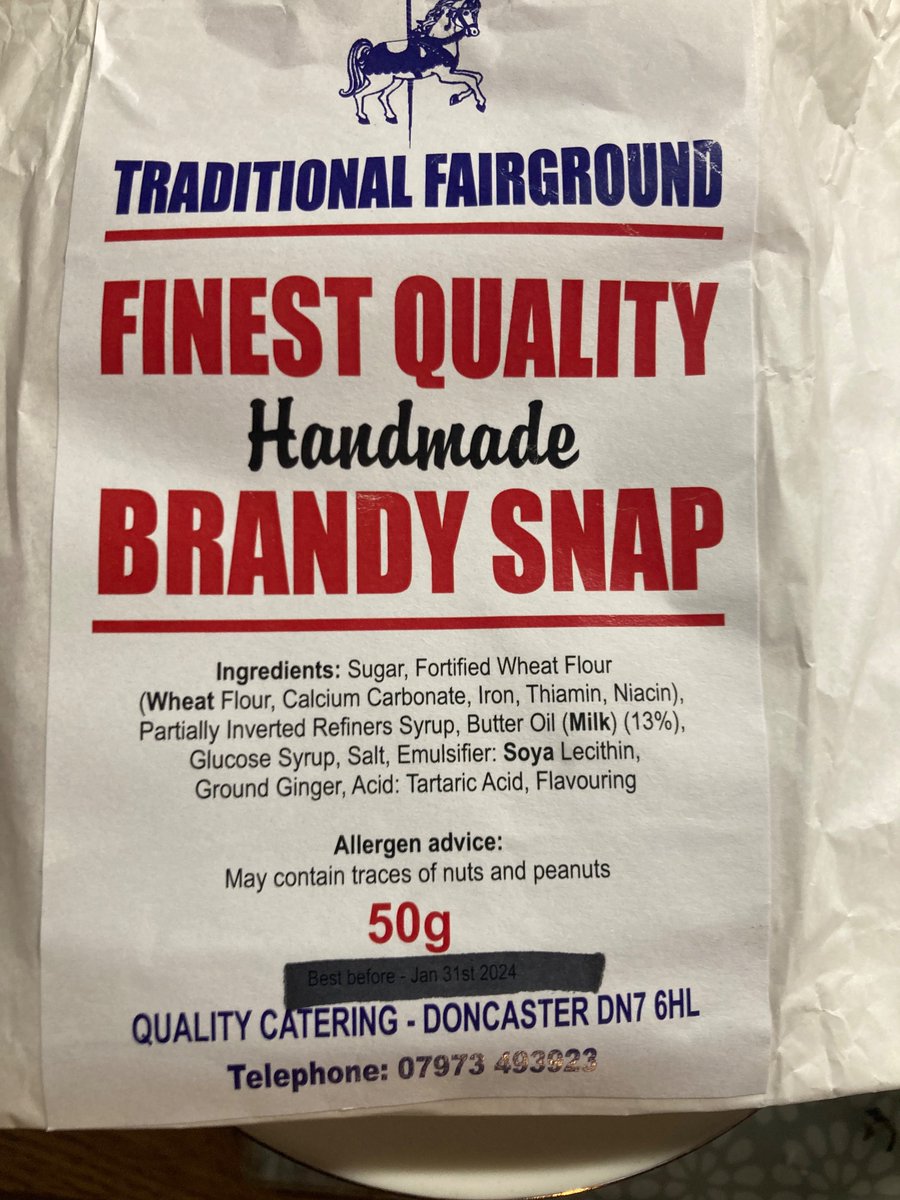 TRADITIONAL FAIRGROUND
FINEST QUALITY
Handmade
BRANDY SNAP
Ingredients: Sugar, Fortified Wheat Flour
(Wheat Flour, Calcium Carbonate, Iron, Thiamin, Niacin),
Partially Inverted Refiners Syrup, Butter Oil (Milk) (13%),
Glucose Syrup, Salt, Emulsifier: Soya Lecithin,
Ground Ginger, Acid: Tartaric Acid, Flavouring
Allergen advice:
May contain traces of nuts and peanuts
50g
Best before - Jan 31st 2024
QUALITY CATERING - DONCASTER DN7 6HL
Telephone: 07973 493923